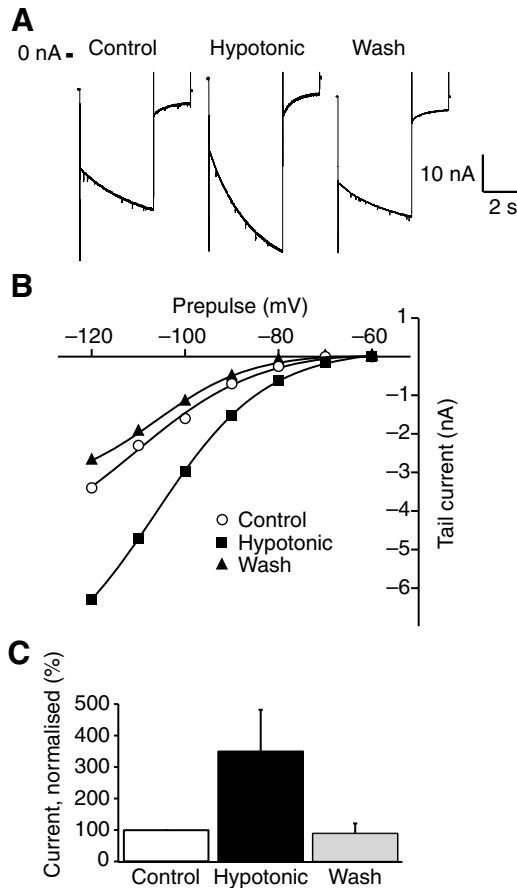 A
0 nA
Control
Hypotonic
Wash
10 nA
2 s
B
Prepulse (mV)
−120
−100
−80
−60
1
−1
−2
−3
−4
−5
−6
Tail current (nA)
Control
Hypotonic
Wash
C
Current, normalised (%)
500
400
300
200
100
0
Control
Hypotonic
Wash